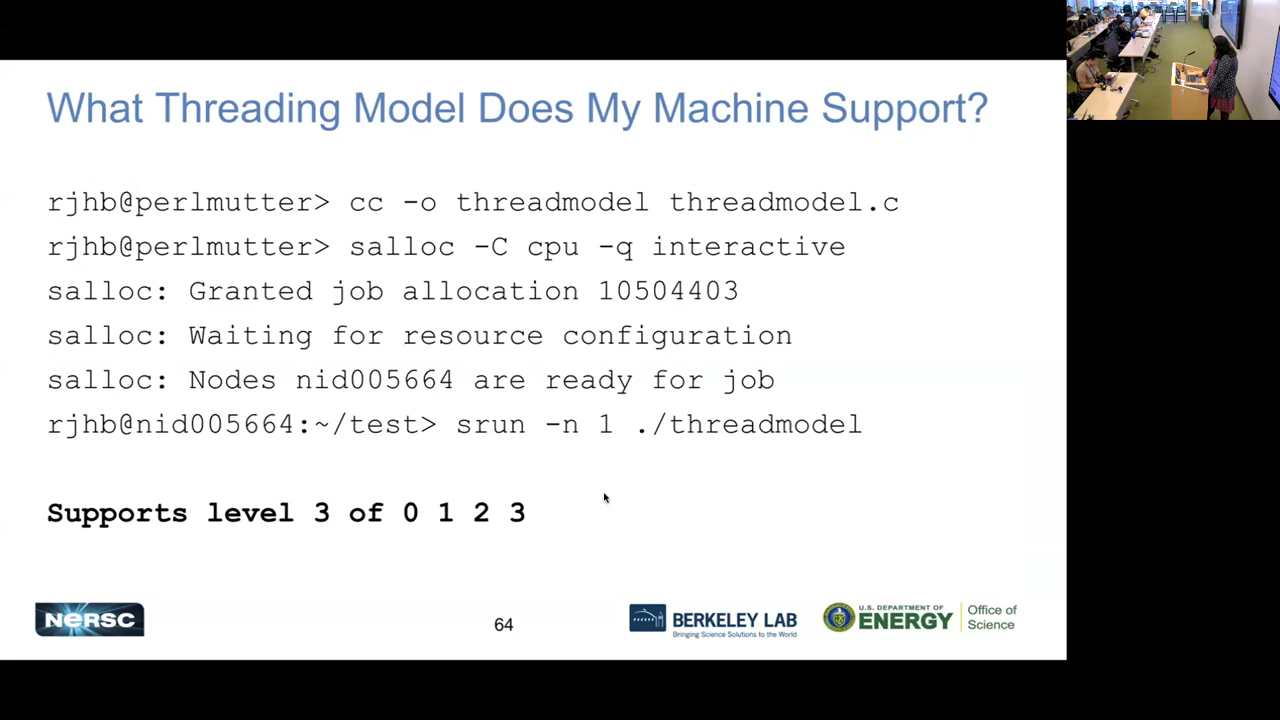 What Threading Model Does My Machine Support?
rjhb@perlmutter> cc -o threadmodel threadmodel.c
rjhb@perlmutter> salloc -C cpu -q interactive
salloc: Granted job allocation 10504403
salloc: Waiting for resource configuration
salloc: Nodes nid005664 are ready for job
rjhb@nid005664:~/test> srun -n 1 ./threadmodel
Supports level 3 of 0 1 2 3
NERSC
64
BERKELEY LAB
Bringing Science Solutions to the World
U.S. DEPARTMENT OF
ENERGY
Office of
Science